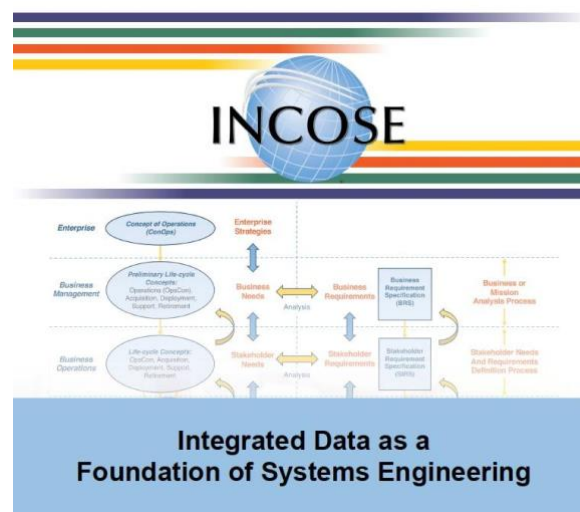 INCOSE
Enterprise
Concept of Operations
(ConOps)
Enterprise
Strategies
Business
Management
Preliminary Life-cycle
Concepts:
Operations (OpsCon),
Acquisition, Deployment,
Support, Retirement
Business
Needs
Analysis
Business
Requirements
Business
Requirement
Specification
(BRS)
Business or
Mission
Analysis Process
Business
Operations
Life-cycle Concepts:
OpsCon, Acquisition,
Deployment, Support,
Retirement
Stakeholder
Needs
Analysis
Stakeholder
Requirements
Stakeholder
Requirement
Specification
(StRS)
Stakeholder Needs
And Requirements
Definition Process
Integrated Data as a
Foundation of Systems Engineering